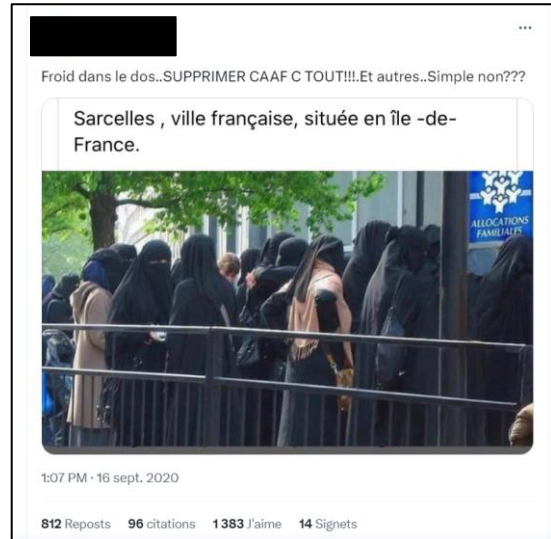 ...
Froid dans le dos..SUPPRIMER CAAF C TOUT!!!.Et autres..Simple non???
Sarcelles , ville française, située en île -de-
France.
ALLOCATIONS
FAMILIALES
1:07 PM · 16 sept. 2020
812 Reposts 96 citations 1 383 J'aime 14 Signets